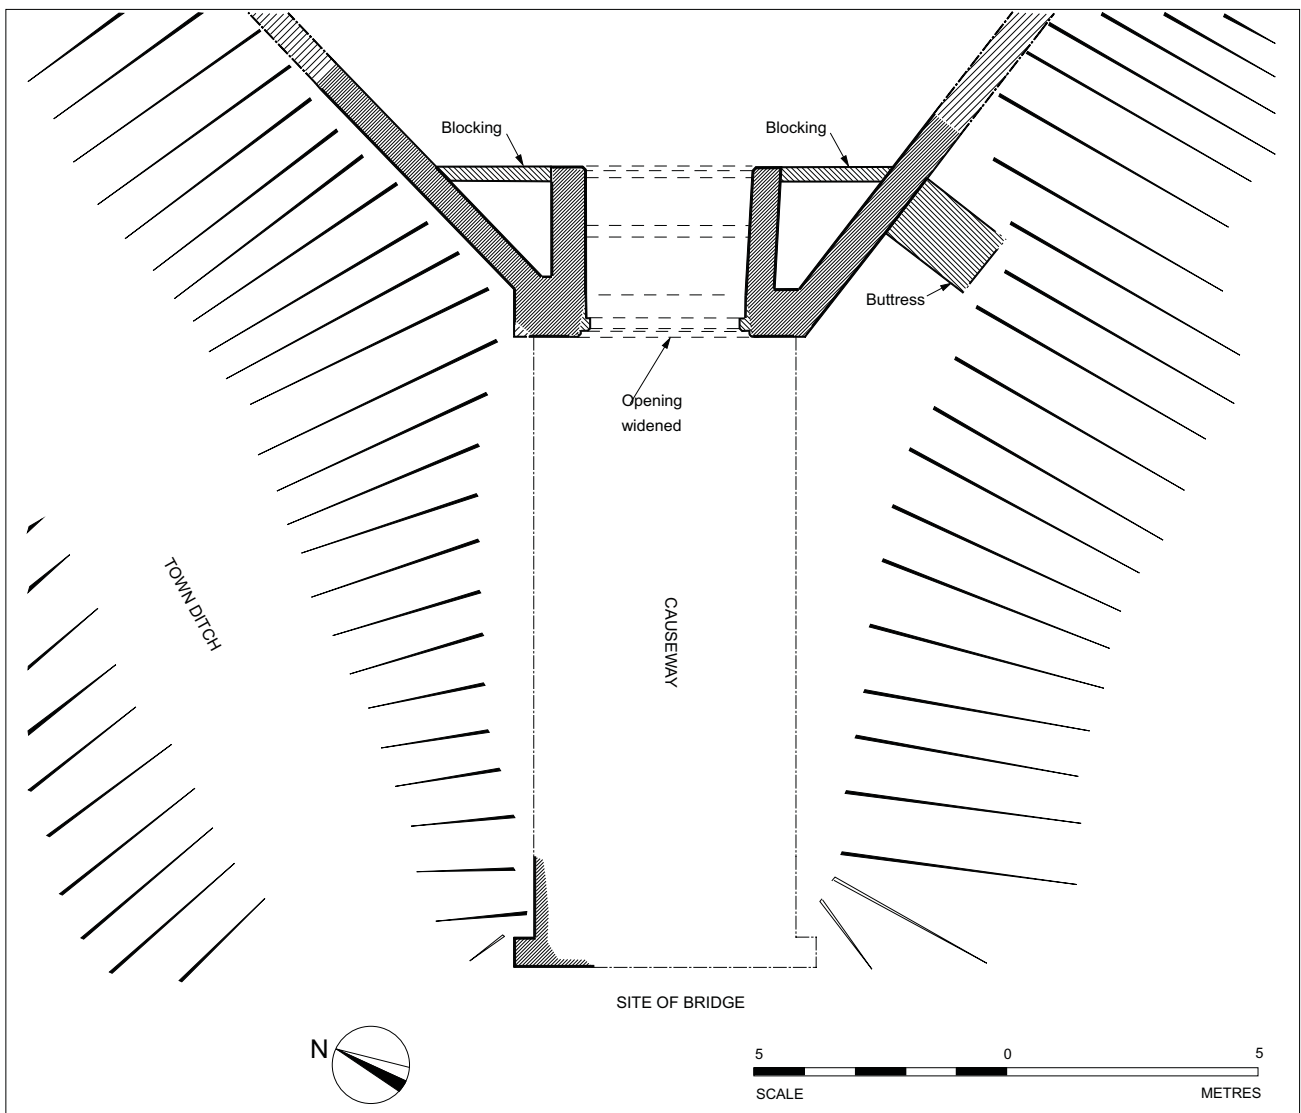 Blocking
Blocking
Buttress
Opening
widened
TOWN DITCH
CAUSEWAY
SITE OF BRIDGE
N
5 0 5
SCALE METRES